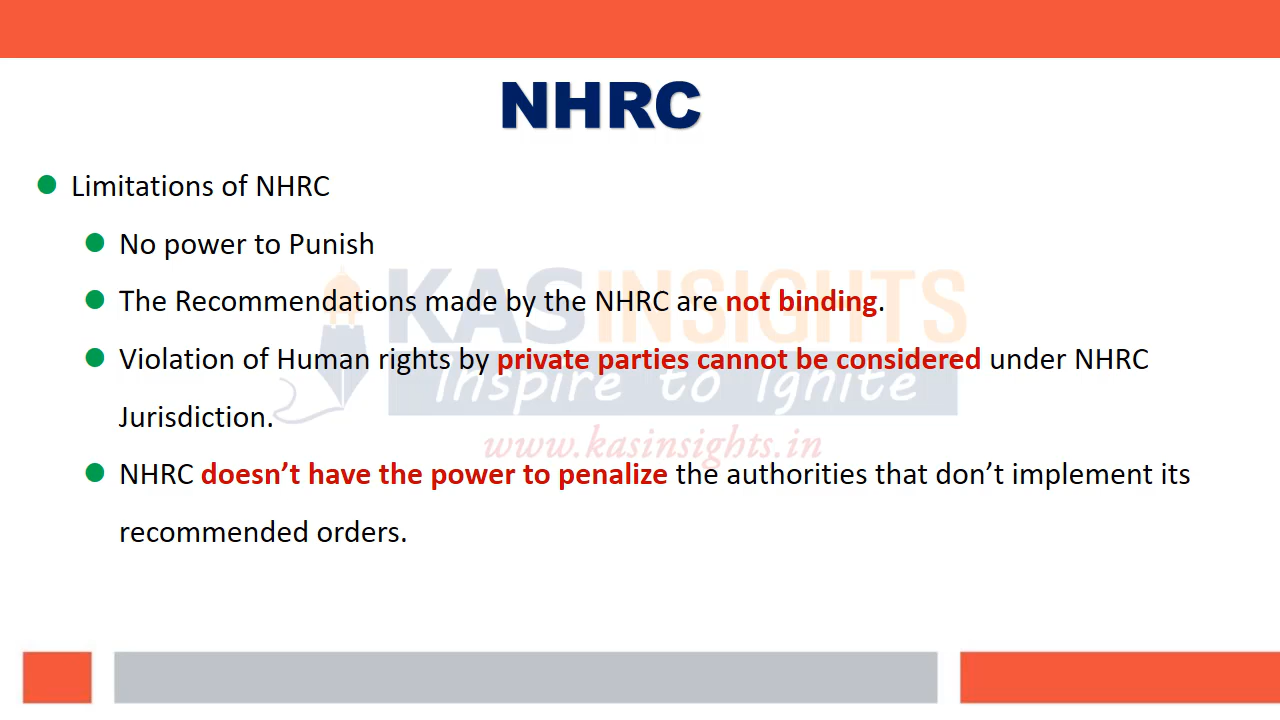 NHRC
Limitations of NHRC
No power to Punish
The Recommendations made by the NHRC are not binding.
Violation of Human rights by private parties cannot be considered under NHRC
Jurisdiction.
NHRC doesn’t have the power to penalize the authorities that don’t implement its
recommended orders.
KAS INSIGHTS
Inspire to Ignite
www.kasinsights.in